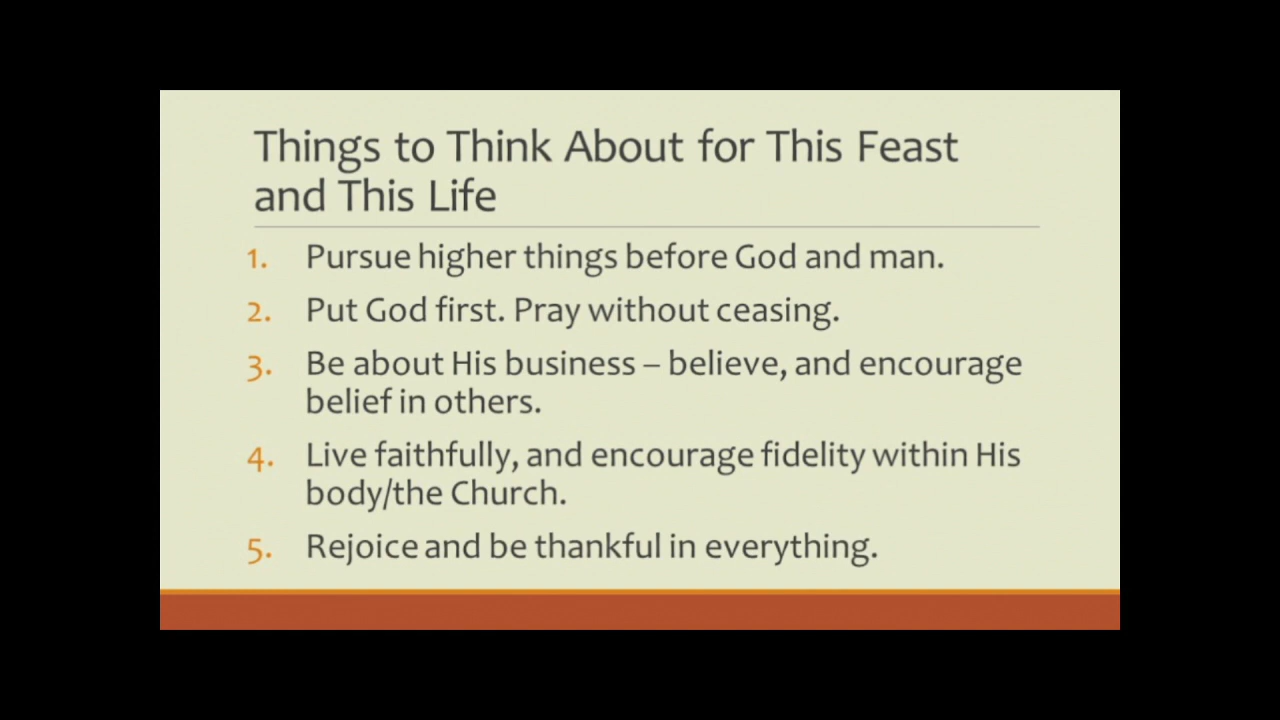 Things to Think About for This Feast
and This Life
1. Pursue higher things before God and man.
2. Put God first. Pray without ceasing.
3. Be about His business – believe, and encourage
belief in others.
4. Live faithfully, and encourage fidelity within His
body/the Church.
5. Rejoice and be thankful in everything.